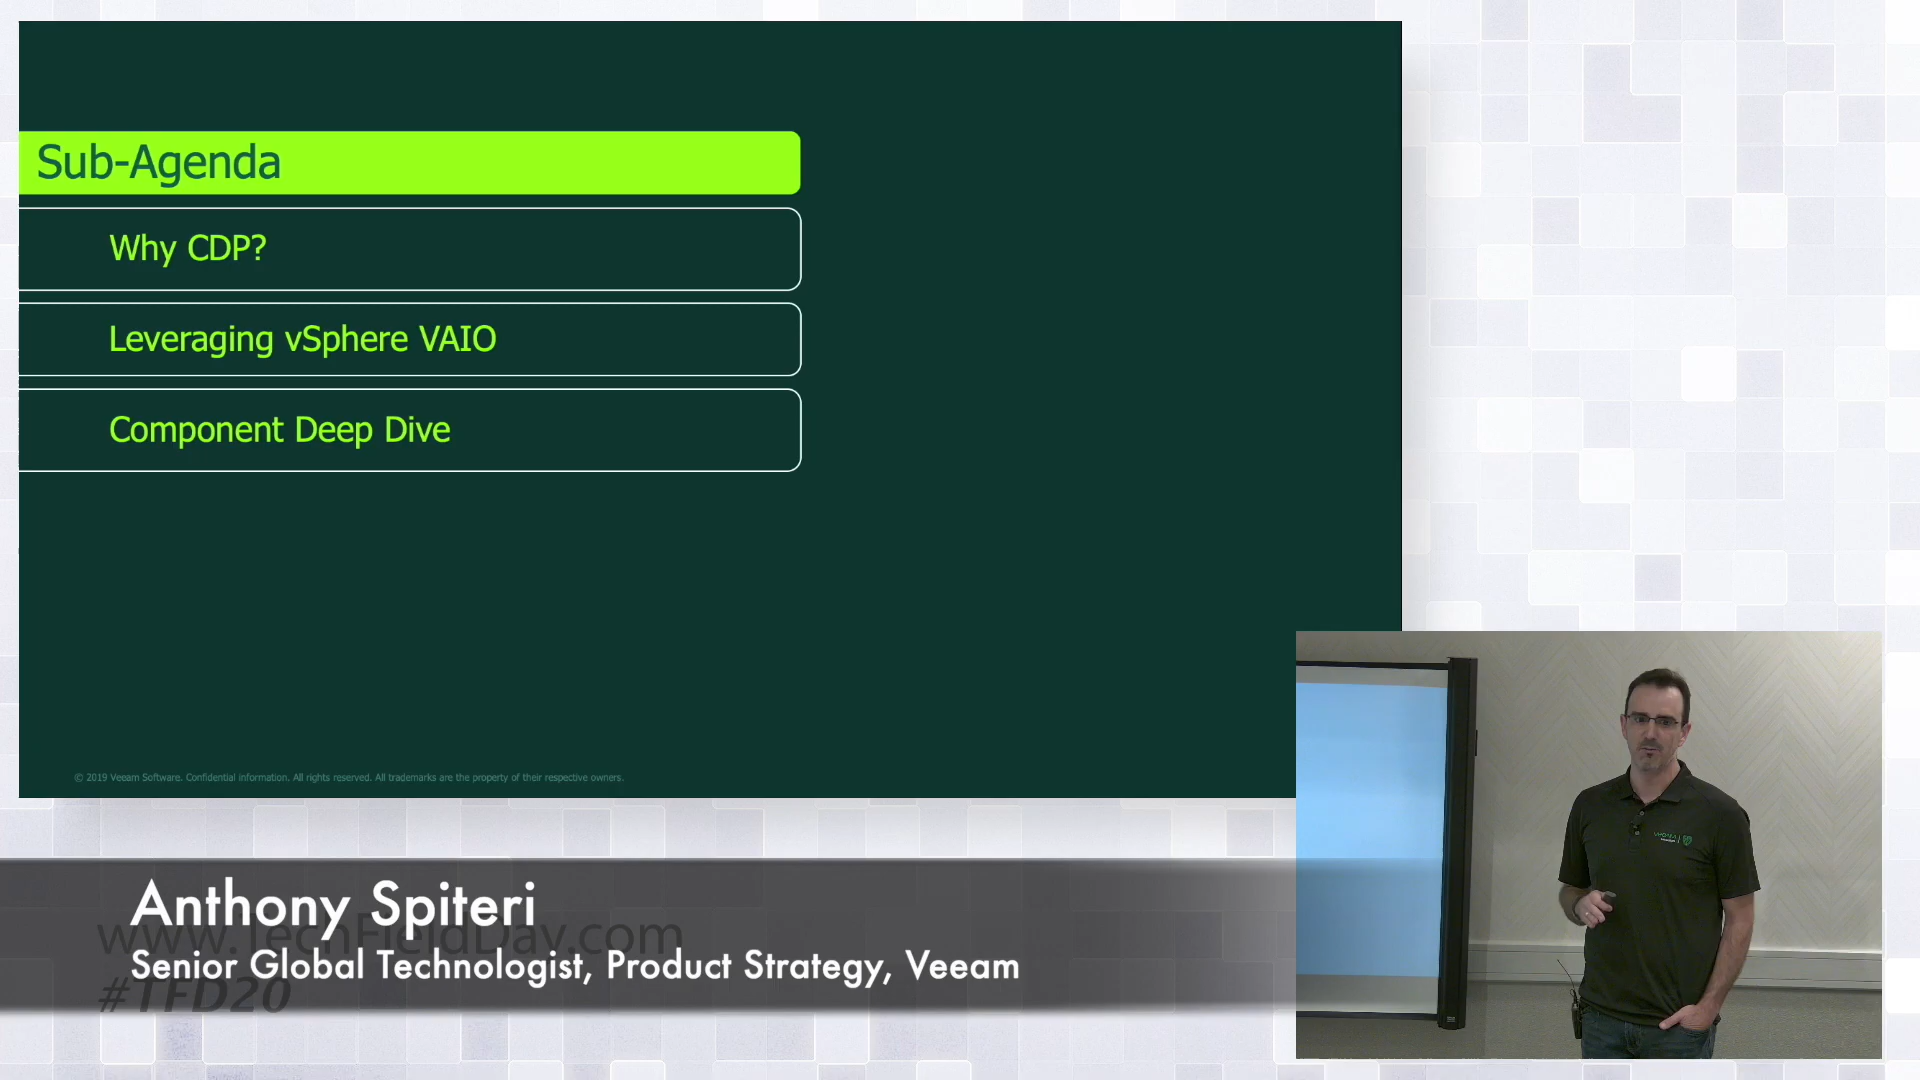 Sub-Agenda
Why CDP?
Leveraging vSphere VAIO
Component Deep Dive
© 2019 Veeam Software. Confidential information. All rights reserved. All trademarks are the property of their respective owners.
Anthony Spiteri
www.TechFieldDay.com
Senior Global Technologist, Product Strategy, Veeam
#TFD20